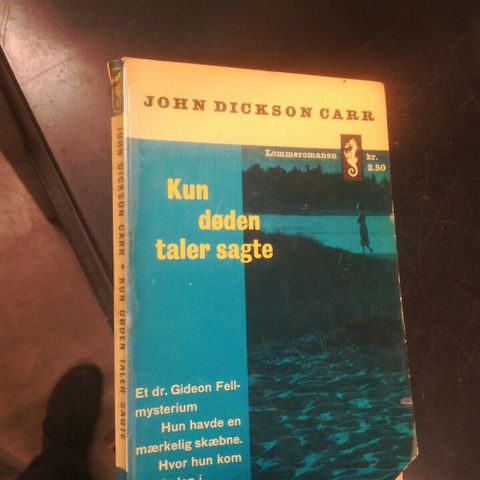 JOHN DICKSON CARR
Lommeromanen
kr.
2.50
Kun
døden
taler sagte
Et dr. Gideon Fell-
mysterium
Hun havde en
mærkelig skæbne.
Hvor hun kom
JOHN DICKSON CARR * KUN DØDEN TALER SAGTE